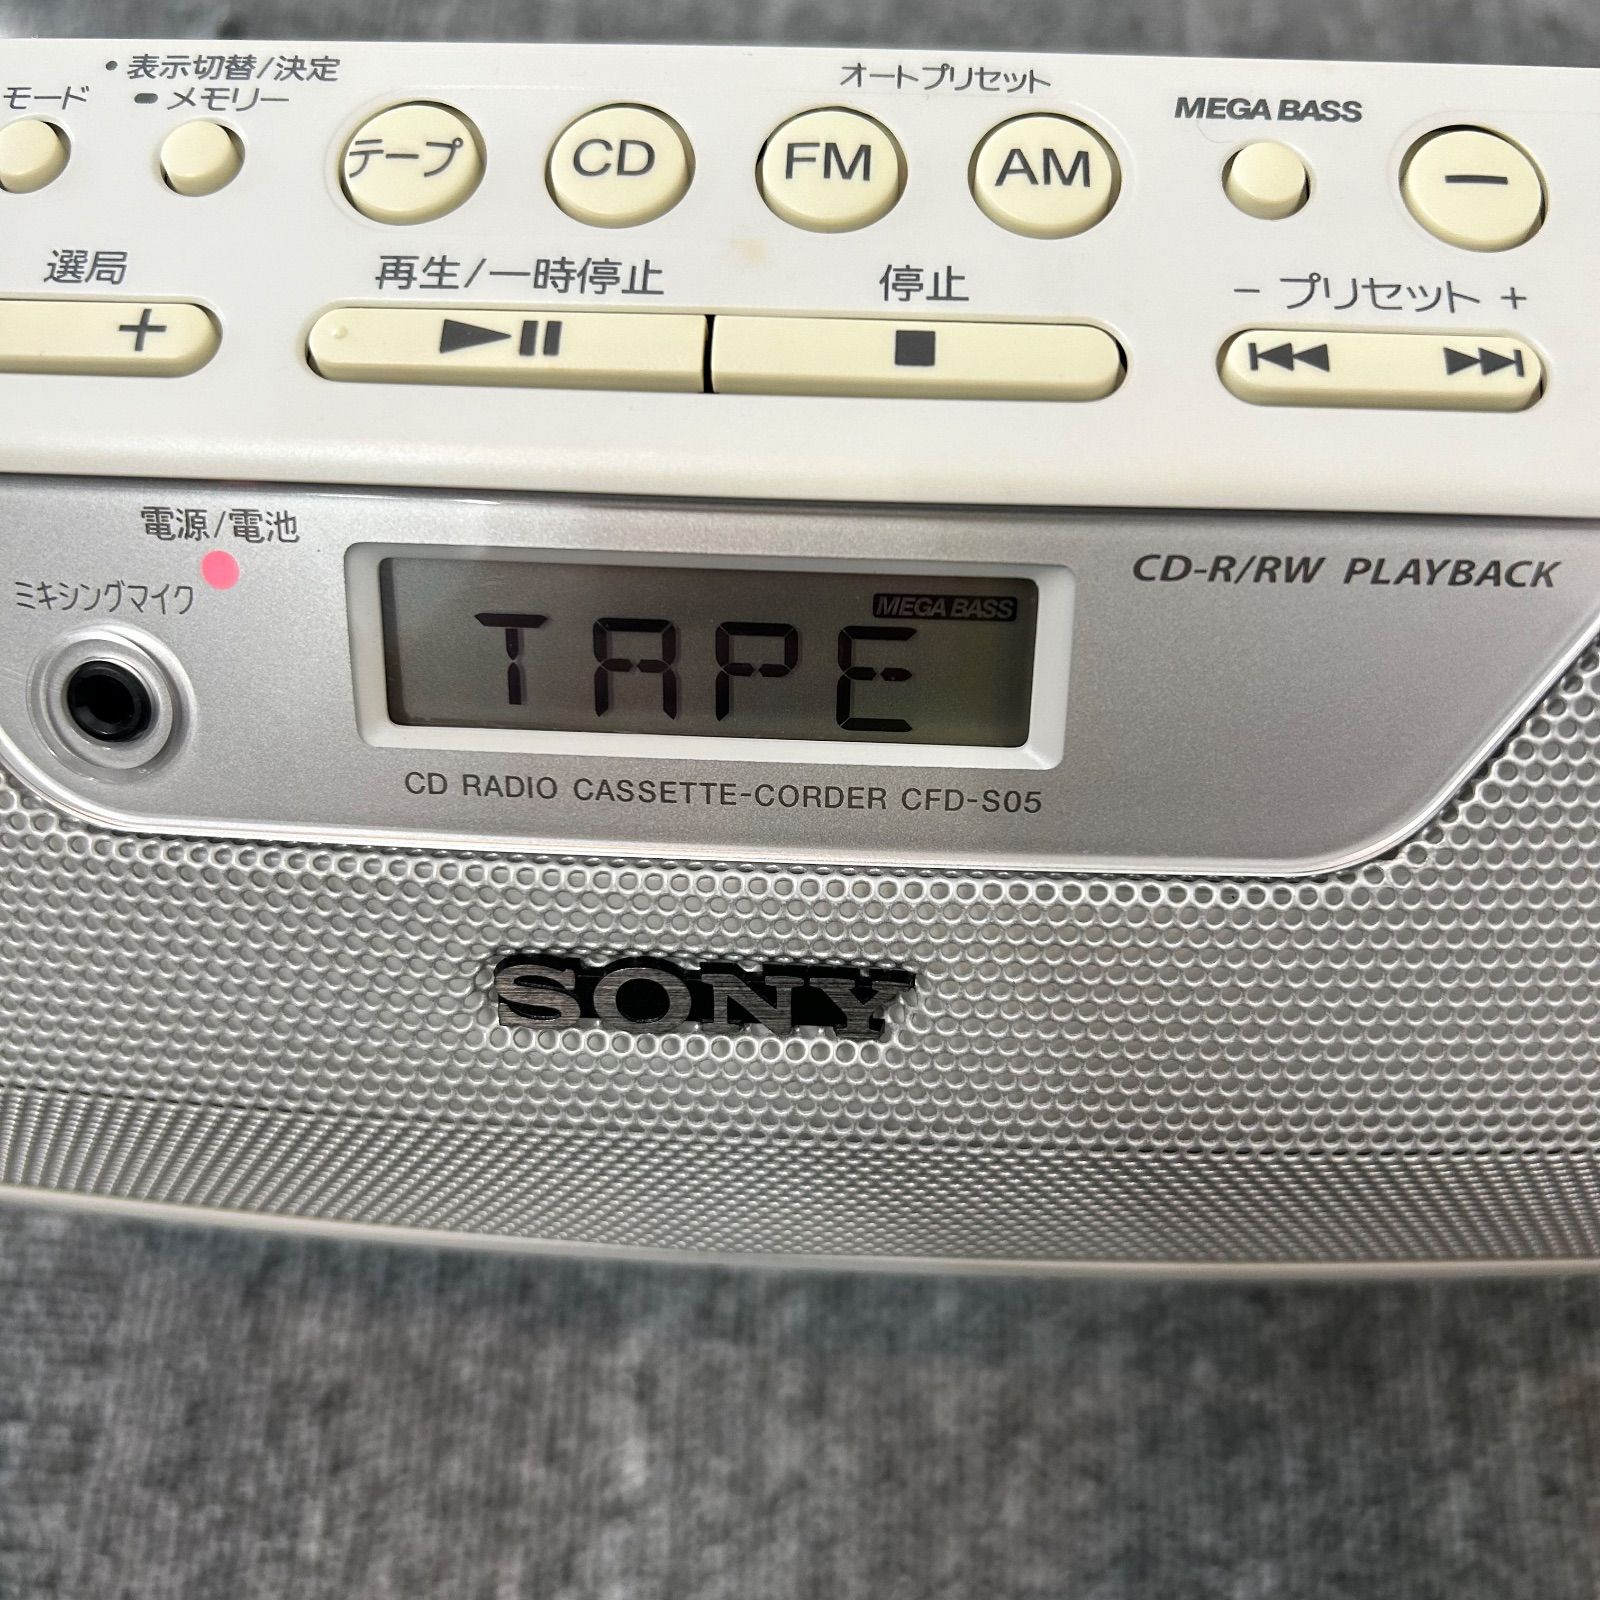 • 表示切替/決定
モード
メモリー
テープ
CD
オートプリセット
FM
AM
MEGA BASS
−
選局
+
再生/一時停止
停止
− プリセット +
電源/電池
ミキシングマイク
MEGA BASS
TAPE
CD-R/RW PLAYBACK
CD RADIO CASSETTE-CORDER CFD-S05
SONY